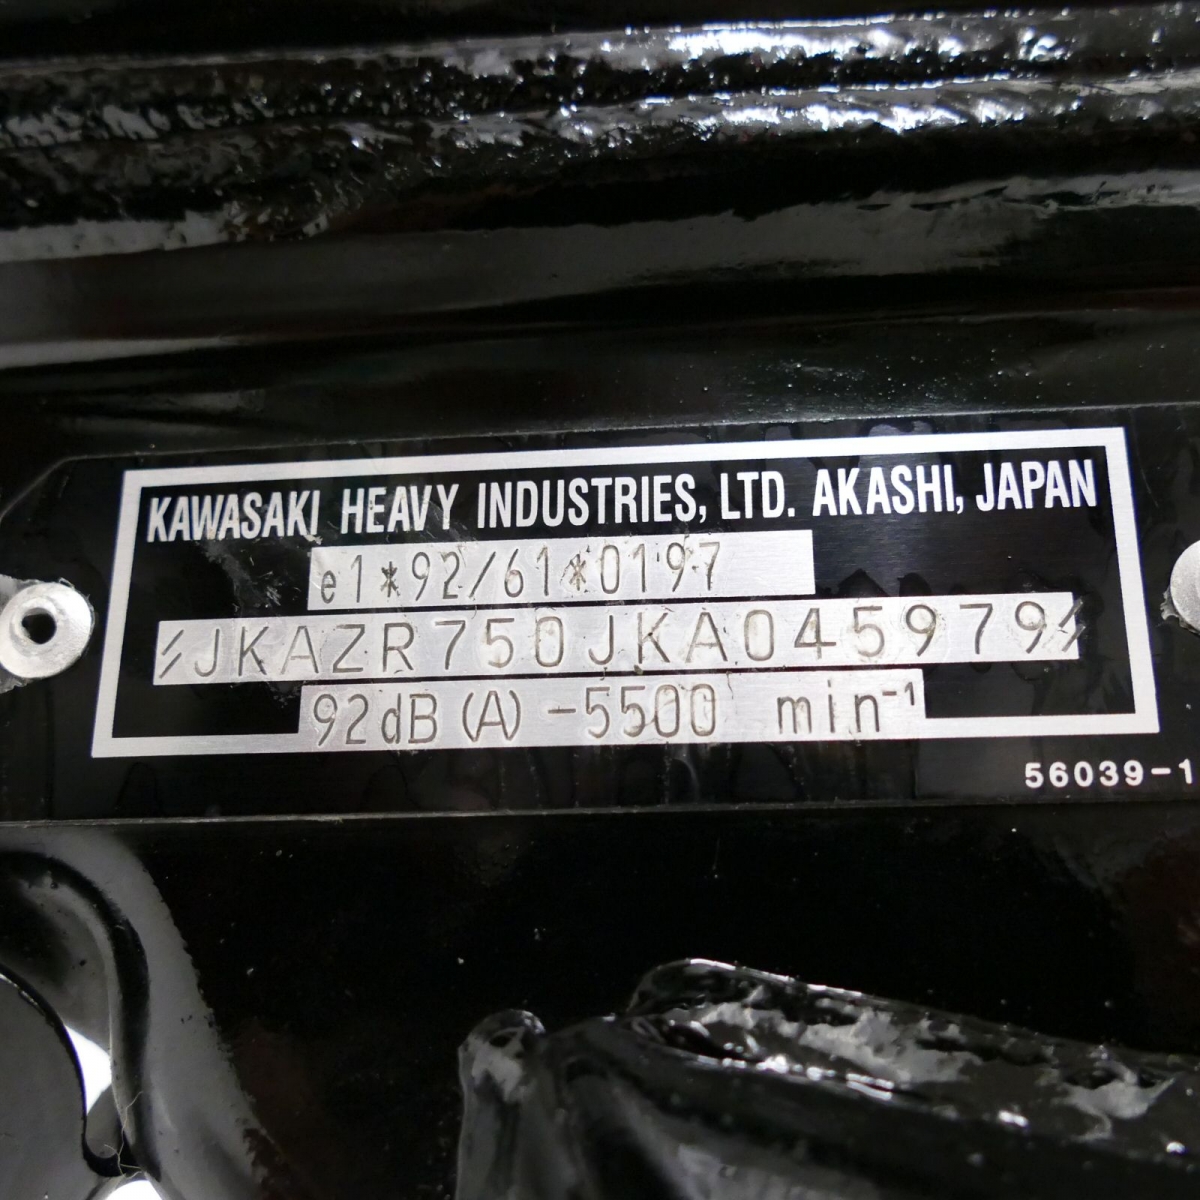 KAWASAKI HEAVY INDUSTRIES, LTD. AKASHI, JAPAN
e1*92/61*0197
JKAZR750JKA045979
92dB(A)-5500 min⁻¹
56039-1